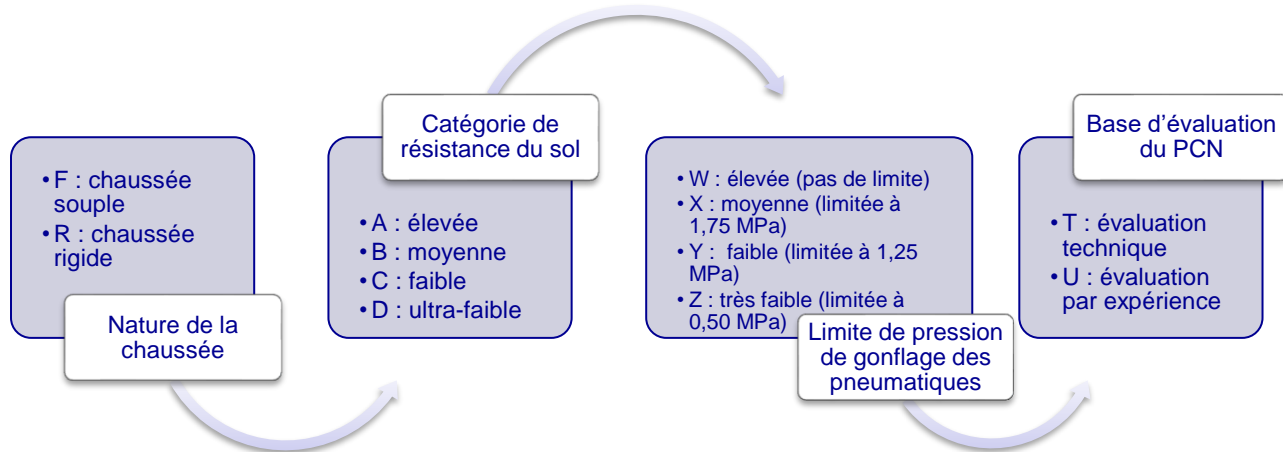 • F : chaussée
souple
• R : chaussée
rigide
Nature de la
chaussée
Catégorie de
résistance du sol
• A : élevée
• B : moyenne
• C : faible
• D : ultra-faible
• W : élevée (pas de limite)
• X : moyenne (limitée à
1,75 MPa)
• Y : faible (limitée à 1,25
MPa)
• Z : très faible (limitée à
0,50 MPa)
Limite de pression
de gonflage des
pneumatiques
Base d’évaluation
du PCN
• T : évaluation
technique
• U : évaluation
par expérience